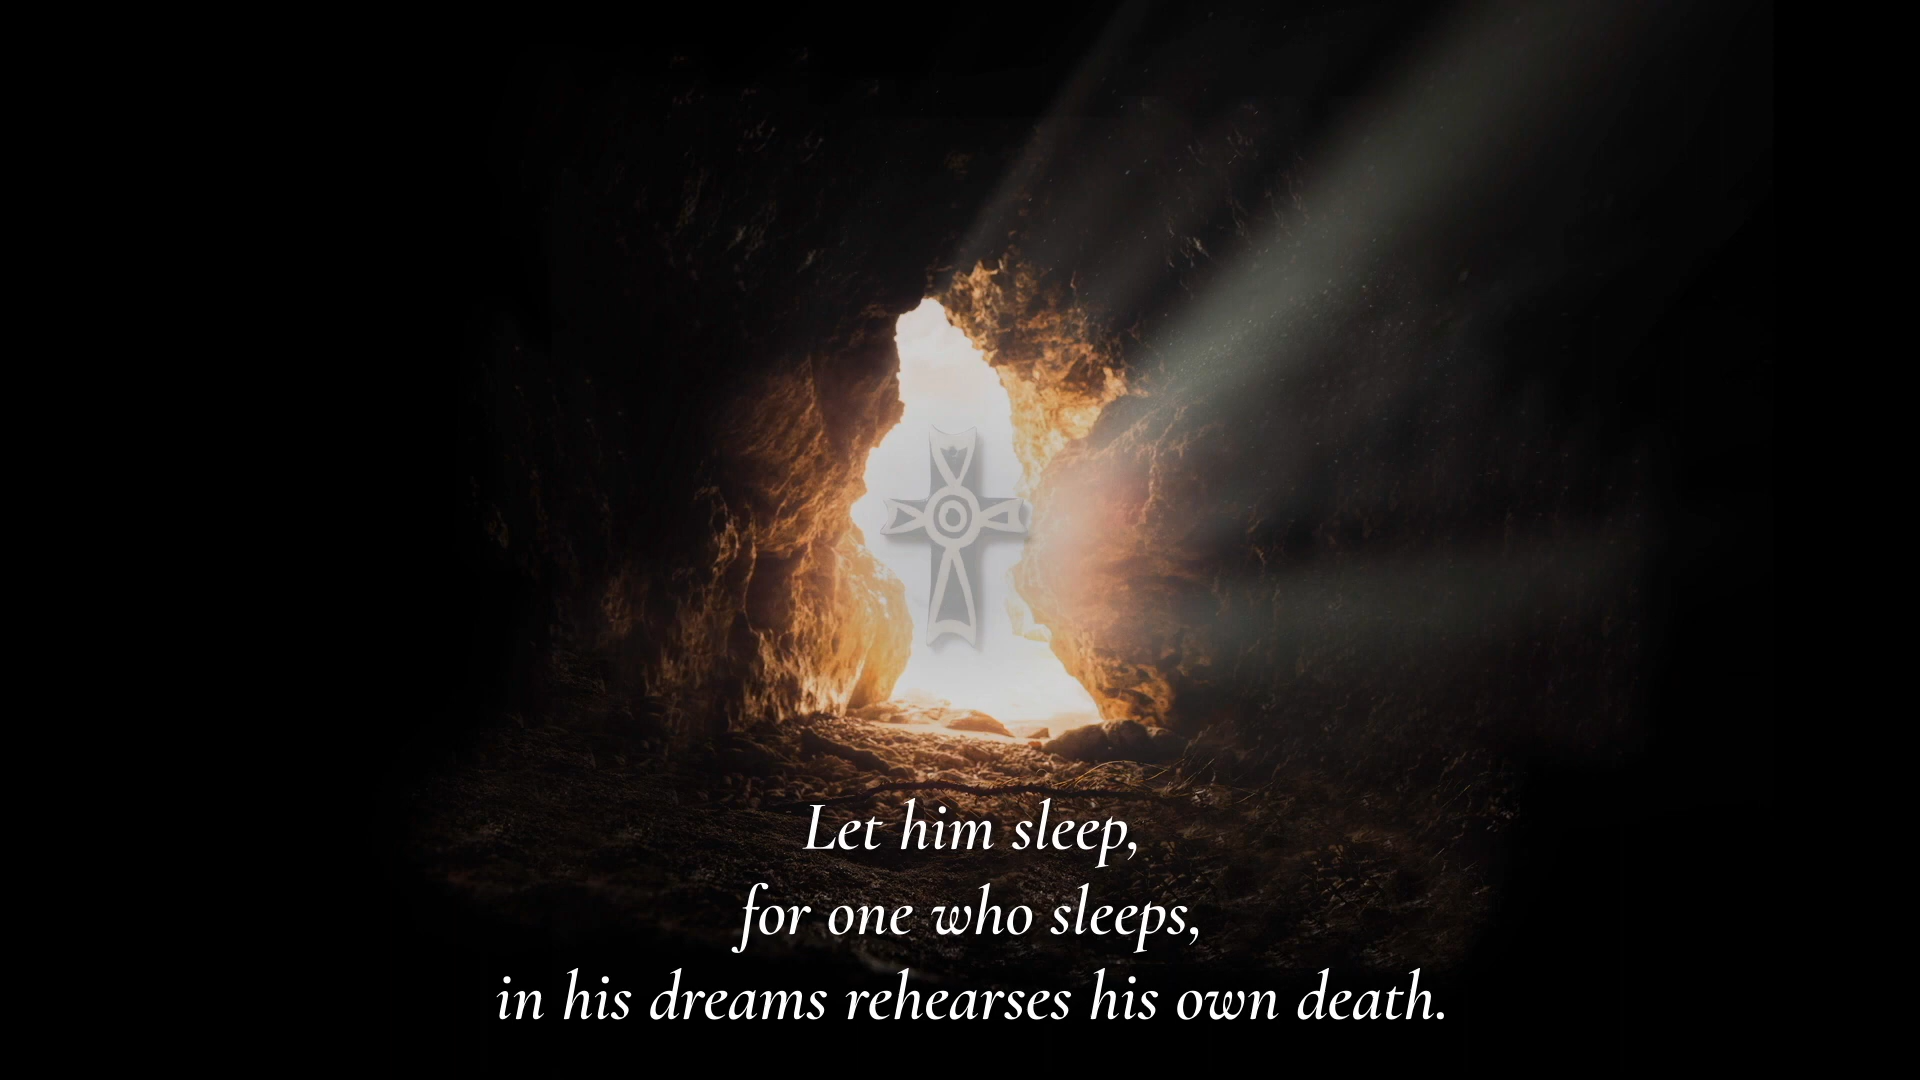 Let him sleep,
for one who sleeps,
in his dreams rehearses his own death.